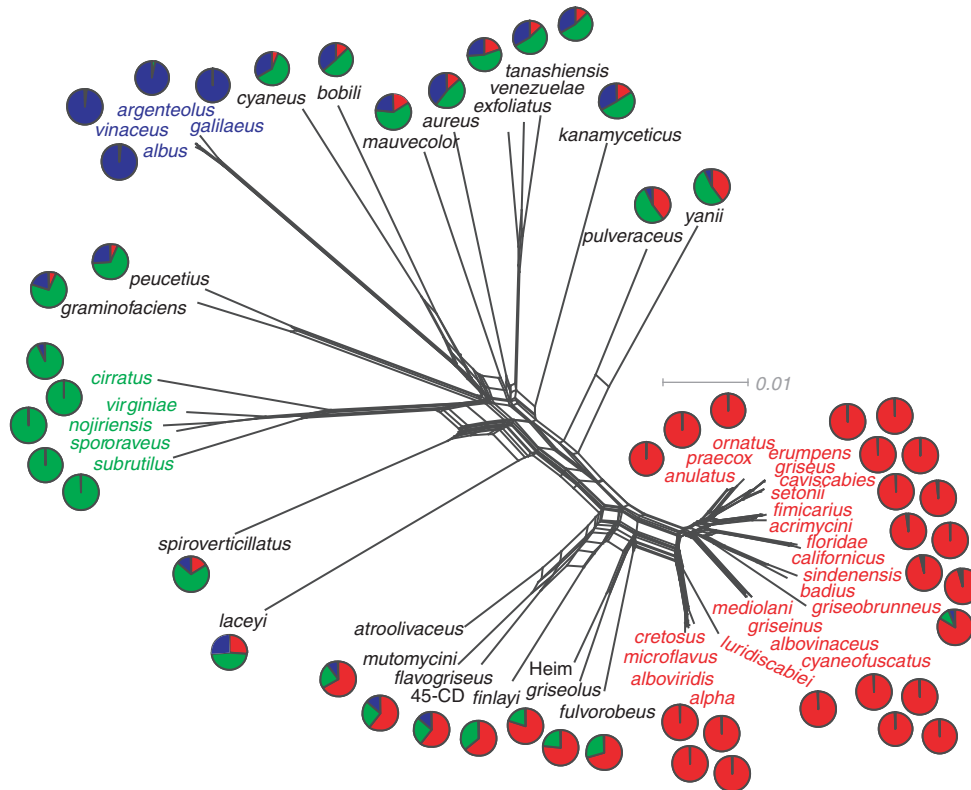 tanashiensis
venezuelae
exfoliatus
cyaneus
bobili
argenteolus
vinaceus
galilaeus
albus
aureus
mauvecolor
kanamyceticus
yanii
pulveraceus
peucetius
graminofaciens
cirratus
virginiae
nojiriensis
spororaveus
subrutilus
0.01
ornatus
praecox
anulatus
erumpens
griseus
caviscabies
setonii
fimicarius
acrimycini
floridae
californicus
sindenensis
badius
griseobrunneus
mediolani
griseinus
albovinaceus
cyaneofuscatus
luridiscabiei
cretosus
microflavus
alboviridis
alpha
spiroverticillatus
laceyi
atroolivaceus
mutomycini
flavogriseus
45-CD
finlayi
Heim
griseolus
fulvorobeus